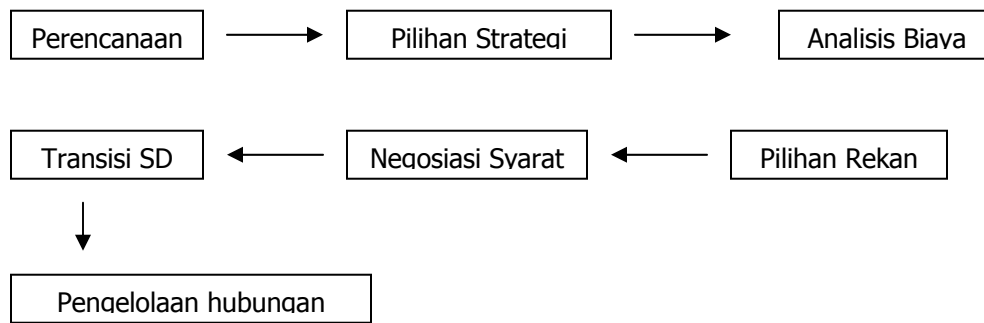 Perencanaan
Pilihan Strategi
Analisis Biaya
Transisi SD
Negosiasi Syarat
Pilihan Rekan
Pengelolaan hubungan